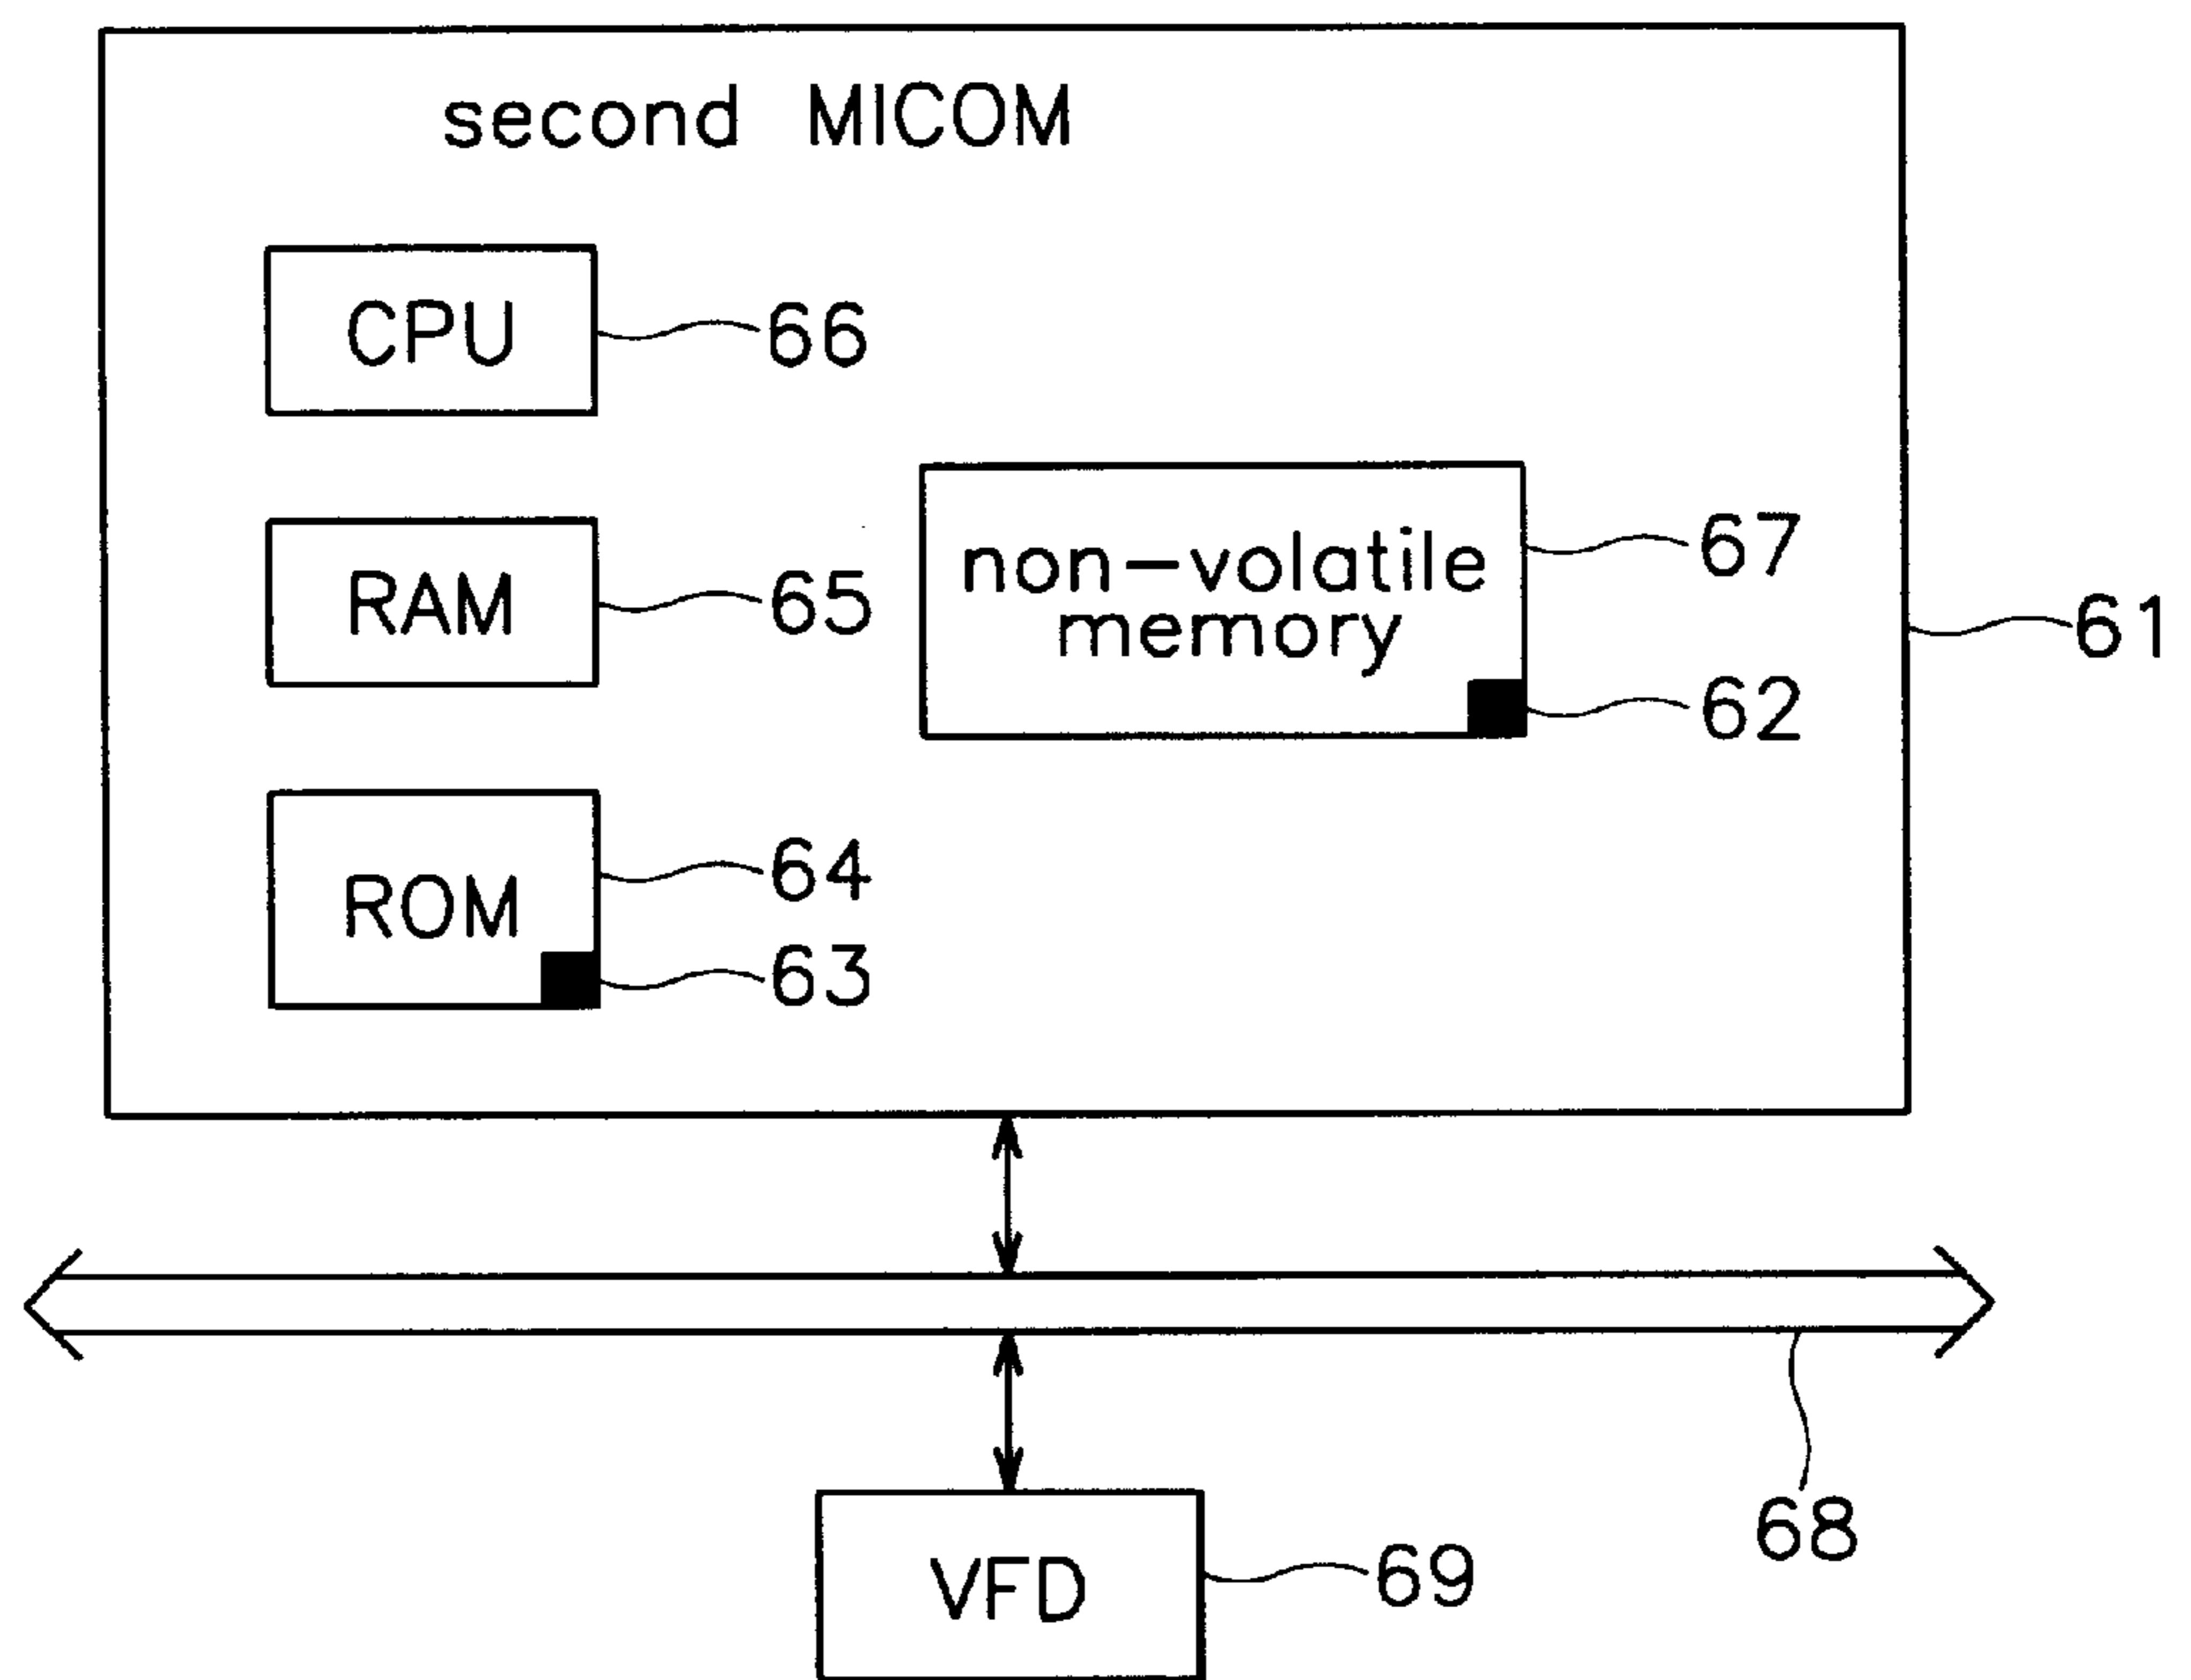 second MICOM
CPU
66
RAM
65
non-volatile
memory
67
61
62
ROM
64
63
68
VFD
69